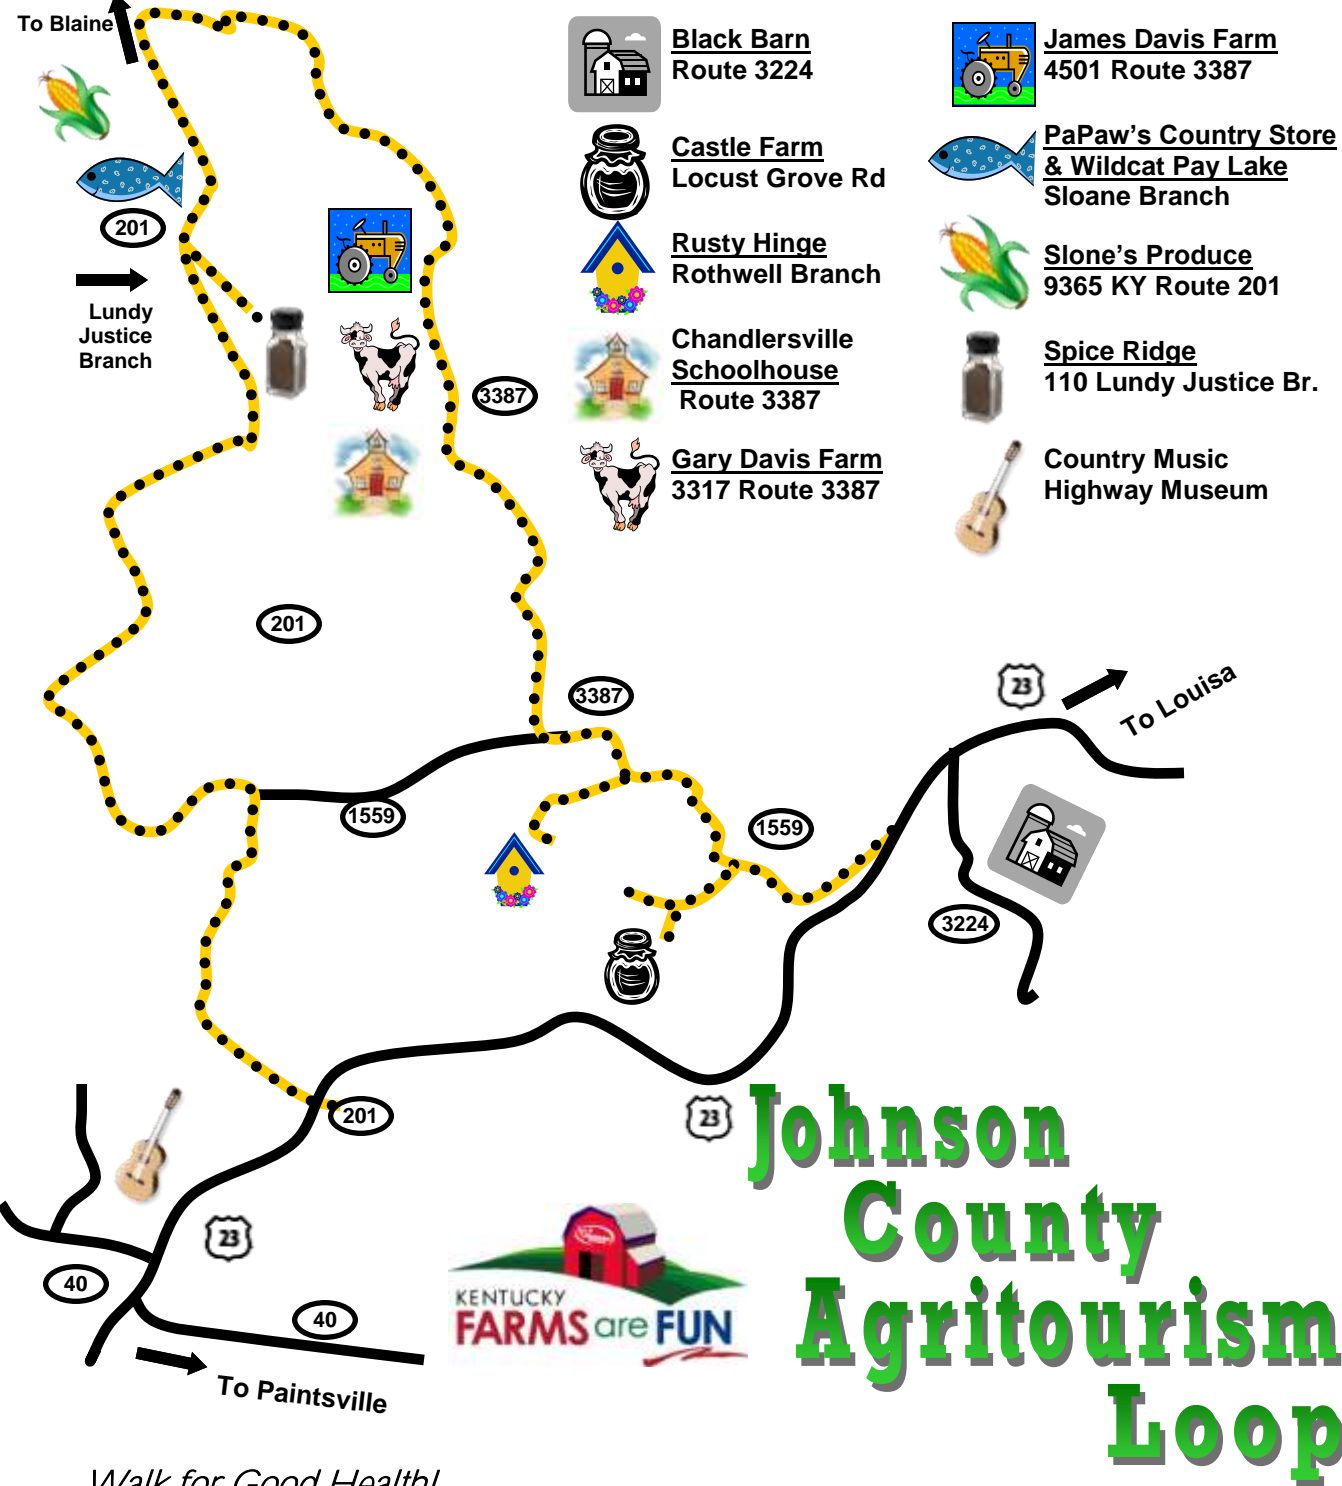 To Blaine
Black Barn
Route 3224
James Davis Farm
4501 Route 3387
Castle Farm
Locust Grove Rd
PaPaw's Country Store
& Wildcat Pay Lake
Sloane Branch
201
Rusty Hinge
Rothwell Branch
Slone's Produce
9365 KY Route 201
Lundy
Justice
Branch
Chandlersville
Schoolhouse
Route 3387
Spice Ridge
110 Lundy Justice Br.
3387
Gary Davis Farm
3317 Route 3387
Country Music
Highway Museum
201
3387
23
To Louisa
1559
1559
3224
201
23
Johnson
County
Agritourism
Loop
23
40
40
KENTUCKY
FARMS are FUN
To Paintsville
Walk for Good Health!